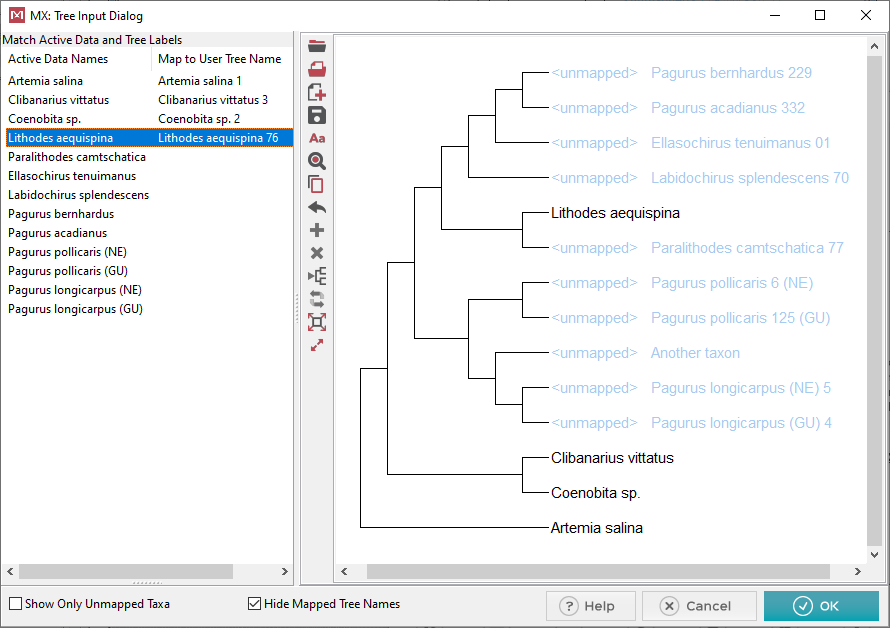 MX: Tree Input Dialog
Match Active Data and Tree Labels
Active Data Names Map to User Tree Name
Artemia salina Artemia salina 1
Clibanarius vittatus Clibanarius vittatus 3
Coenobita sp. Coenobita sp. 2
Lithodes aequispina Lithodes aequispina 76
Paralithodes camtschatica
Ellasochirus tenuimanus
Labidochirus splendescens
Pagurus bernhardus
Pagurus acadianus
Pagurus pollicaris (NE)
Pagurus pollicaris (GU)
Pagurus longicarpus (NE)
Pagurus longicarpus (GU)
Aa
<unmapped> Pagurus bernhardus 229
<unmapped> Pagurus acadianus 332
<unmapped> Ellasochirus tenuimanus 01
<unmapped> Labidochirus splendescens 70
Lithodes aequispina
<unmapped> Paralithodes camtschatica 77
<unmapped> Pagurus pollicaris 6 (NE)
<unmapped> Pagurus pollicaris 125 (GU)
<unmapped> Another taxon
<unmapped> Pagurus longicarpus (NE) 5
<unmapped> Pagurus longicarpus (GU) 4
Clibanarius vittatus
Coenobita sp.
Artemia salina
Show Only Unmapped Taxa Hide Mapped Tree Names ? Help Cancel OK